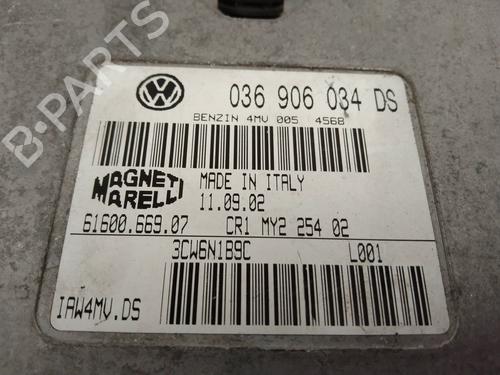 B-PARTS
VW
036 906 034 DS
BENZIN 4MV 005 4568
MAGNETI
MARELLI
MADE IN ITALY
11.09.02
61600.669.07 CR1 MY2 254 02
3CW6N1B9C L001
IAW4MV.DS